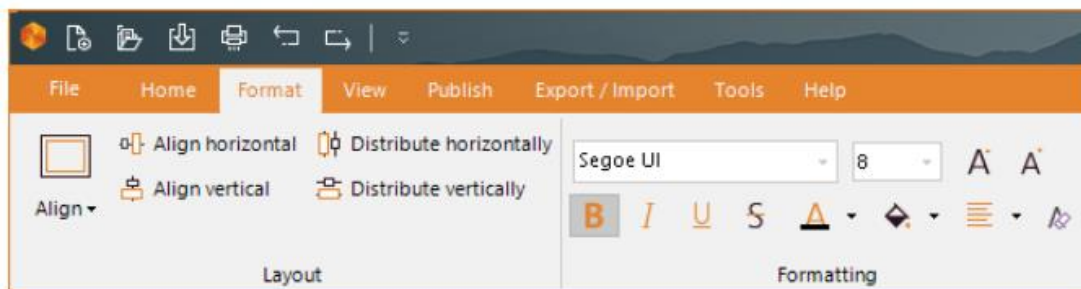 File Home Format View Publish Export / Import Tools Help
Align horizontal Distribute horizontally
Align vertical Distribute vertically
Align
Layout
Segoe UI 8 A A
B I U S A
Formatting